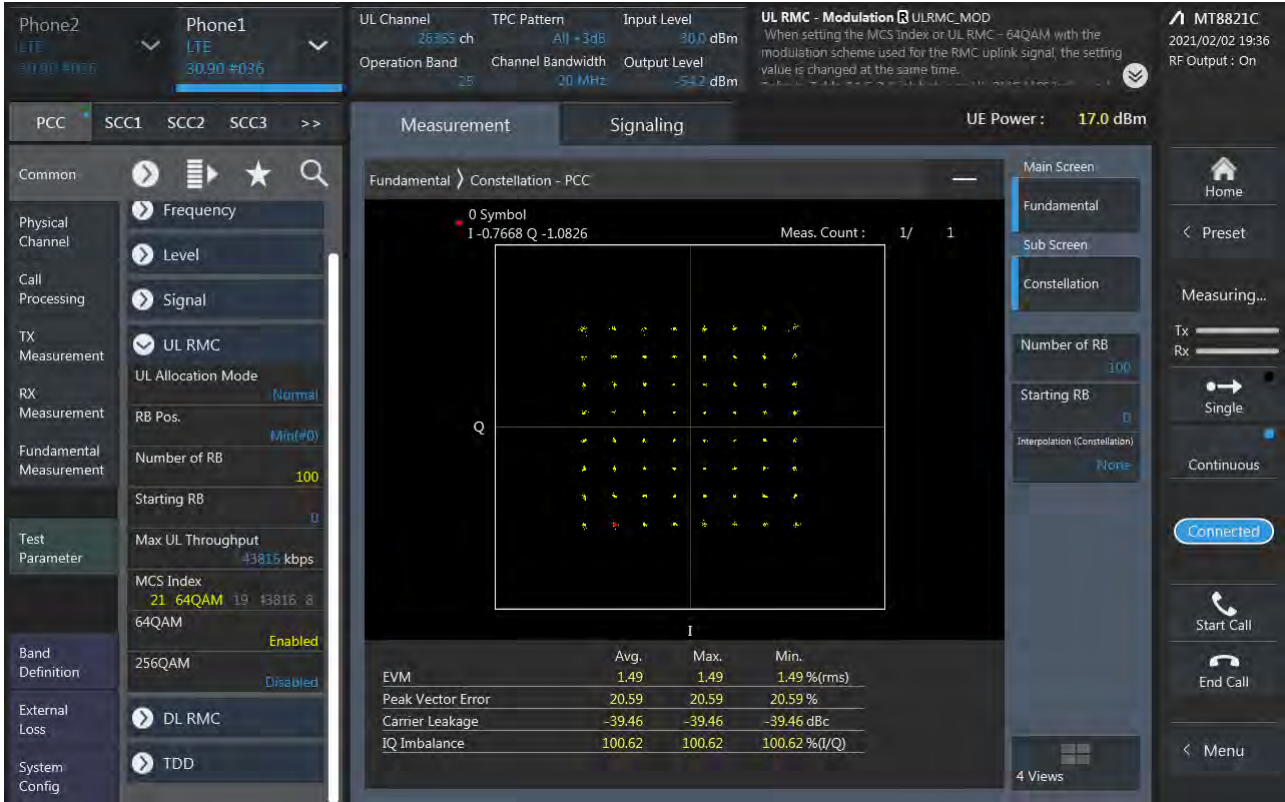 Phone2
LTE
30.90 #036
Phone1
LTE
30.90 #036
UL Channel
26365 ch
Operation Band
25
TPC Pattern
All +3dB
Channel Bandwidth
20 MHz
Input Level
30.0 dBm
Output Level
-54.2 dBm
UL RMC - Modulation R ULRMC_MOD
When setting the MCS Index or UL RMC - 64QAM with the
modulation scheme used for the RMC uplink signal, the setting
value is changed at the same time.
MT8821C
2021/02/02 19:36
RF Output : On
PCC
SCC1
SCC2
SCC3
>>
Measurement
Signaling
UE Power : 17.0 dBm
Common
Physical
Channel
Call
Processing
TX
Measurement
RX
Measurement
Fundamental
Measurement
Test
Parameter
Band
Definition
External
Loss
System
Config
Frequency
Level
Signal
UL RMC
UL Allocation Mode
Normal
RB Pos.
Min(#0)
Number of RB
100
Starting RB
0
Max UL Throughput
43816 kbps
MCS Index
21 64QAM 19 43816 8
64QAM
Enabled
256QAM
Disabled
DL RMC
TDD
Fundamental
Constellation - PCC
0 Symbol
I -0.7668 Q -1.0826
Meas. Count : 1/ 1
Q
I
Avg. Max. Min.
EVM 1.49 1.49 1.49 %(rms)
Peak Vector Error 20.59 20.59 20.59 %
Carrier Leakage -39.46 -39.46 -39.46 dBc
IQ Imbalance 100.62 100.62 100.62 %(I/Q)
Main Screen
Fundamental
Sub Screen
Constellation
Number of RB
100
Starting RB
0
Interpolation (Constellation)
None
4 Views
Home
< Preset
Measuring...
Tx
Rx
Single
Continuous
Connected
Start Call
End Call
< Menu